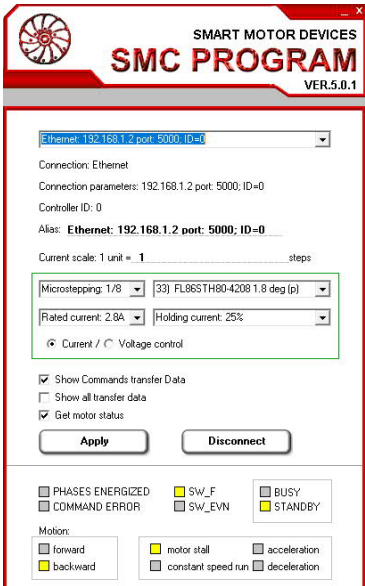 SMART MOTOR DEVICES
SMC PROGRAM
VER.5.0.1
Ethernet: 192.168.1.2 port: 5000; ID=0
Connection: Ethernet
Connection parameters: 192.168.1.2 port: 5000; ID=0
Controller ID: 0
Alias: Ethernet: 192.168.1.2 port: 5000; ID=0
Current scale: 1 unit = 1 steps
Microstepping: 1/8 33) FL86STH80-4208 1.8 deg (p)
Rated current: 2.8A Holding current: 25%
Current / Voltage control
Show Commands transfer Data
Show all transfer data
Get motor status
Apply Disconnect
PHASES ENERGIZED SW_F BUSY
COMMAND ERROR SW_EVN STANDBY
Motion:
forward motor stall acceleration
backward constant speed run deceleration